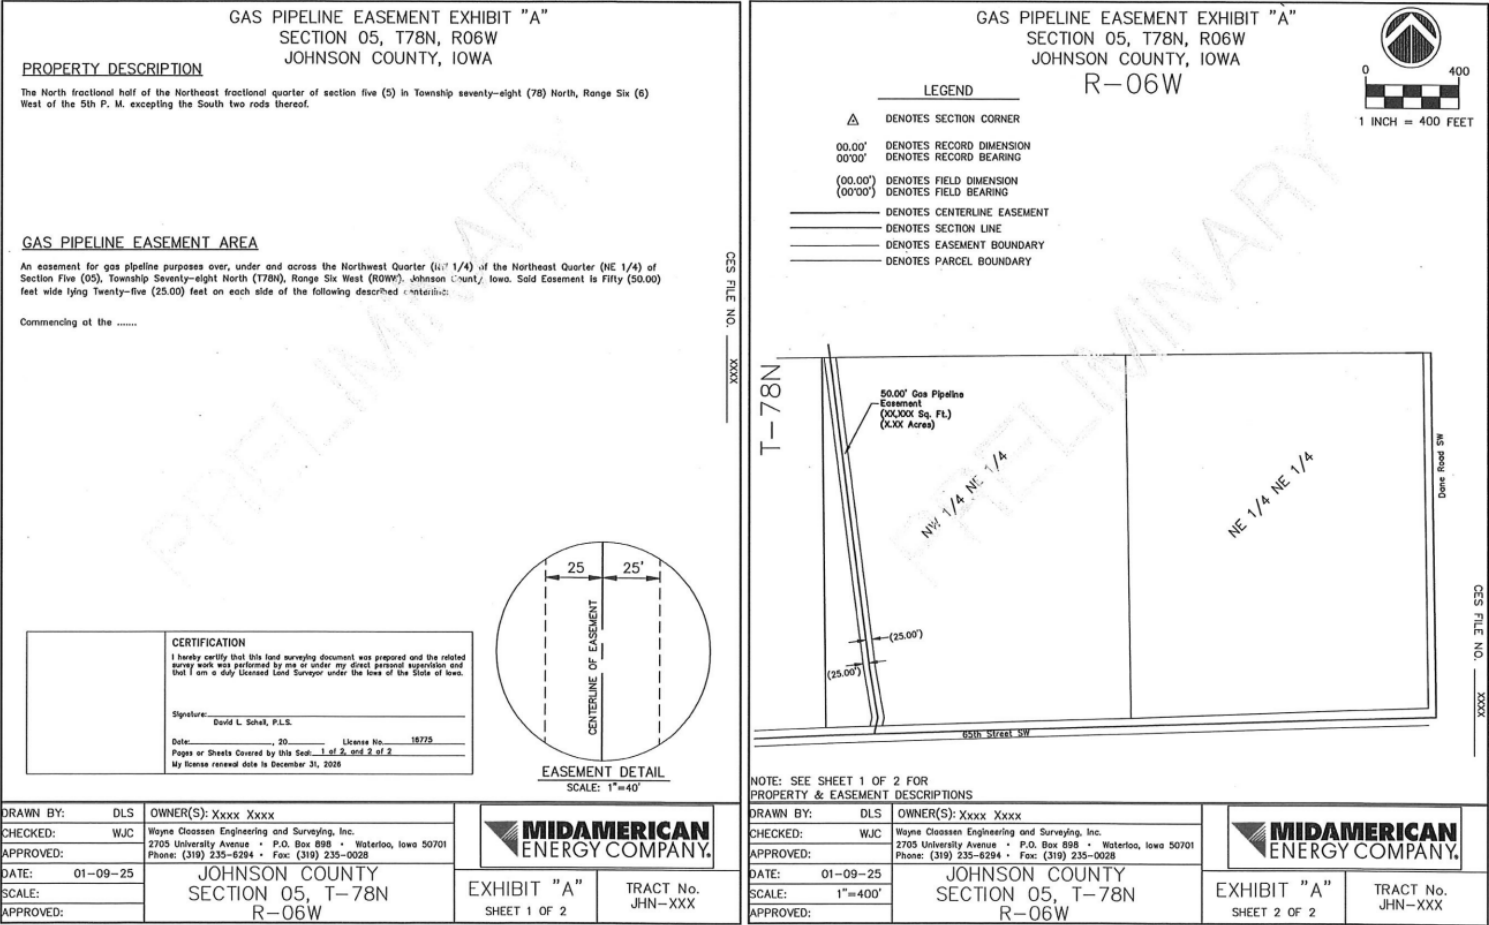 GAS PIPELINE EASEMENT EXHIBIT "A"
SECTION 05, T78N, R06W
JOHNSON COUNTY, IOWA
PROPERTY DESCRIPTION
The North fractional half of the Northeast fractional quarter of section five (5) in Township seventy-eight (78) North, Range Six (6)
West of the 5th P. M. excepting the South two rods thereof.
GAS PIPELINE EASEMENT AREA
An easement for gas pipeline purposes over, under and across the Northwest Quarter (NW 1/4) of the Northeast Quarter (NE 1/4) of
Section Five (05), Township Seventy-eight North (T78N), Range Six West (R0WW), Johnson County, Iowa. Said Easement is Fifty (50.00)
feet wide lying Twenty-five (25.00) feet on each side of the following described centerline:
Commencing at the .......
PRELIMINARY
CES FILE NO. XXXX
25
25'
CENTERLINE OF EASEMENT
EASEMENT DETAIL
SCALE: 1"=40'
CERTIFICATION
I hereby certify that this land surveying document was prepared and the related
survey work was performed by me or under my direct personal supervision and
that I am a duly Licensed Land Surveyor under the laws of the State of Iowa.
Signature:
David L. Schell, P.L.S.
Date: , 20 License No. 16775
Pages or Sheets Covered by this Seal: 1 of 2, and 2 of 2
My license renewal date is December 31, 2026
DRAWN BY: DLS
CHECKED: WJC
APPROVED:
DATE: 01-09-25
SCALE:
APPROVED:
OWNER(S): Xxxx Xxxx
Wayne Claassen Engineering and Surveying, Inc.
2705 University Avenue • P.O. Box 898 • Waterloo, Iowa 50701
Phone: (319) 235-6294 • Fax: (319) 235-0028
JOHNSON COUNTY
SECTION 05, T-78N
R-06W
MIDAMERICAN
ENERGY COMPANY.
EXHIBIT "A"
SHEET 1 OF 2
TRACT No.
JHN-XXX
GAS PIPELINE EASEMENT EXHIBIT "A"
SECTION 05, T78N, R06W
JOHNSON COUNTY, IOWA
R-06W
0 400
1 INCH = 400 FEET
LEGEND
DENOTES SECTION CORNER
00.00' DENOTES RECORD DIMENSION
00°00' DENOTES RECORD BEARING
(00.00') DENOTES FIELD DIMENSION
(00°00') DENOTES FIELD BEARING
DENOTES CENTERLINE EASEMENT
DENOTES SECTION LINE
DENOTES EASEMENT BOUNDARY
DENOTES PARCEL BOUNDARY
PRELIMINARY
T-78N
50.00' Gas Pipeline
Easement
(XX,XXX Sq. Ft.)
(X.XX Acres)
NW 1/4 NE 1/4
NE 1/4 NE 1/4
Dane Road SW
(25.00')
(25.00')
65th Street SW
CES FILE NO. XXXX
NOTE: SEE SHEET 1 OF 2 FOR
PROPERTY & EASEMENT DESCRIPTIONS
DRAWN BY: DLS
CHECKED: WJC
APPROVED:
DATE: 01-09-25
SCALE: 1"=400'
APPROVED:
OWNER(S): Xxxx Xxxx
Wayne Claassen Engineering and Surveying, Inc.
2705 University Avenue • P.O. Box 898 • Waterloo, Iowa 50701
Phone: (319) 235-6294 • Fax: (319) 235-0028
JOHNSON COUNTY
SECTION 05, T-78N
R-06W
MIDAMERICAN
ENERGY COMPANY.
EXHIBIT "A"
SHEET 2 OF 2
TRACT No.
JHN-XXX